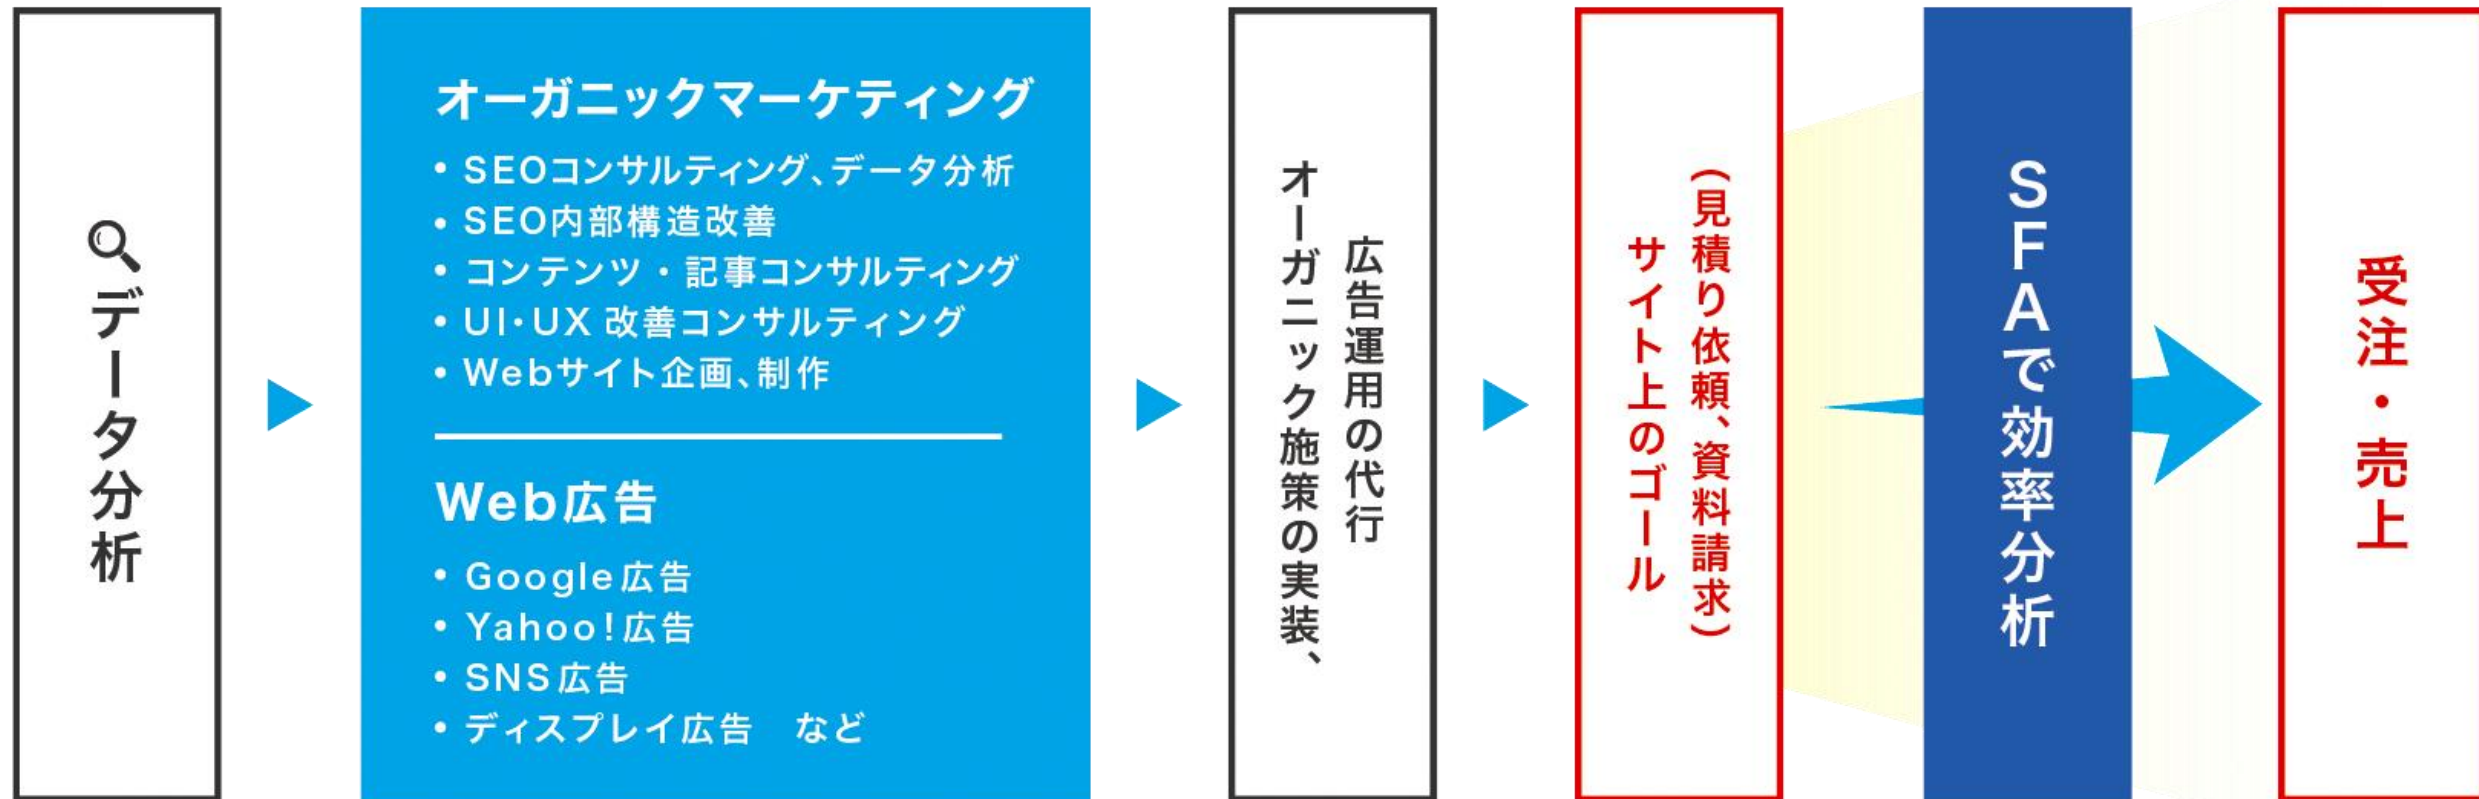 データ分析
オーガニックマーケティング
• SEOコンサルティング、データ分析
• SEO内部構造改善
• コンテンツ・記事コンサルティング
• UI・UX 改善コンサルティング
• Webサイト企画、制作
Web広告
• Google広告
• Yahoo!広告
• SNS広告
• ディスプレイ広告　など
オーガニック施策の実装、
広告運用の代行
サイト上のゴール
（見積り依頼、資料請求）
SFAで効率分析
受注・売上